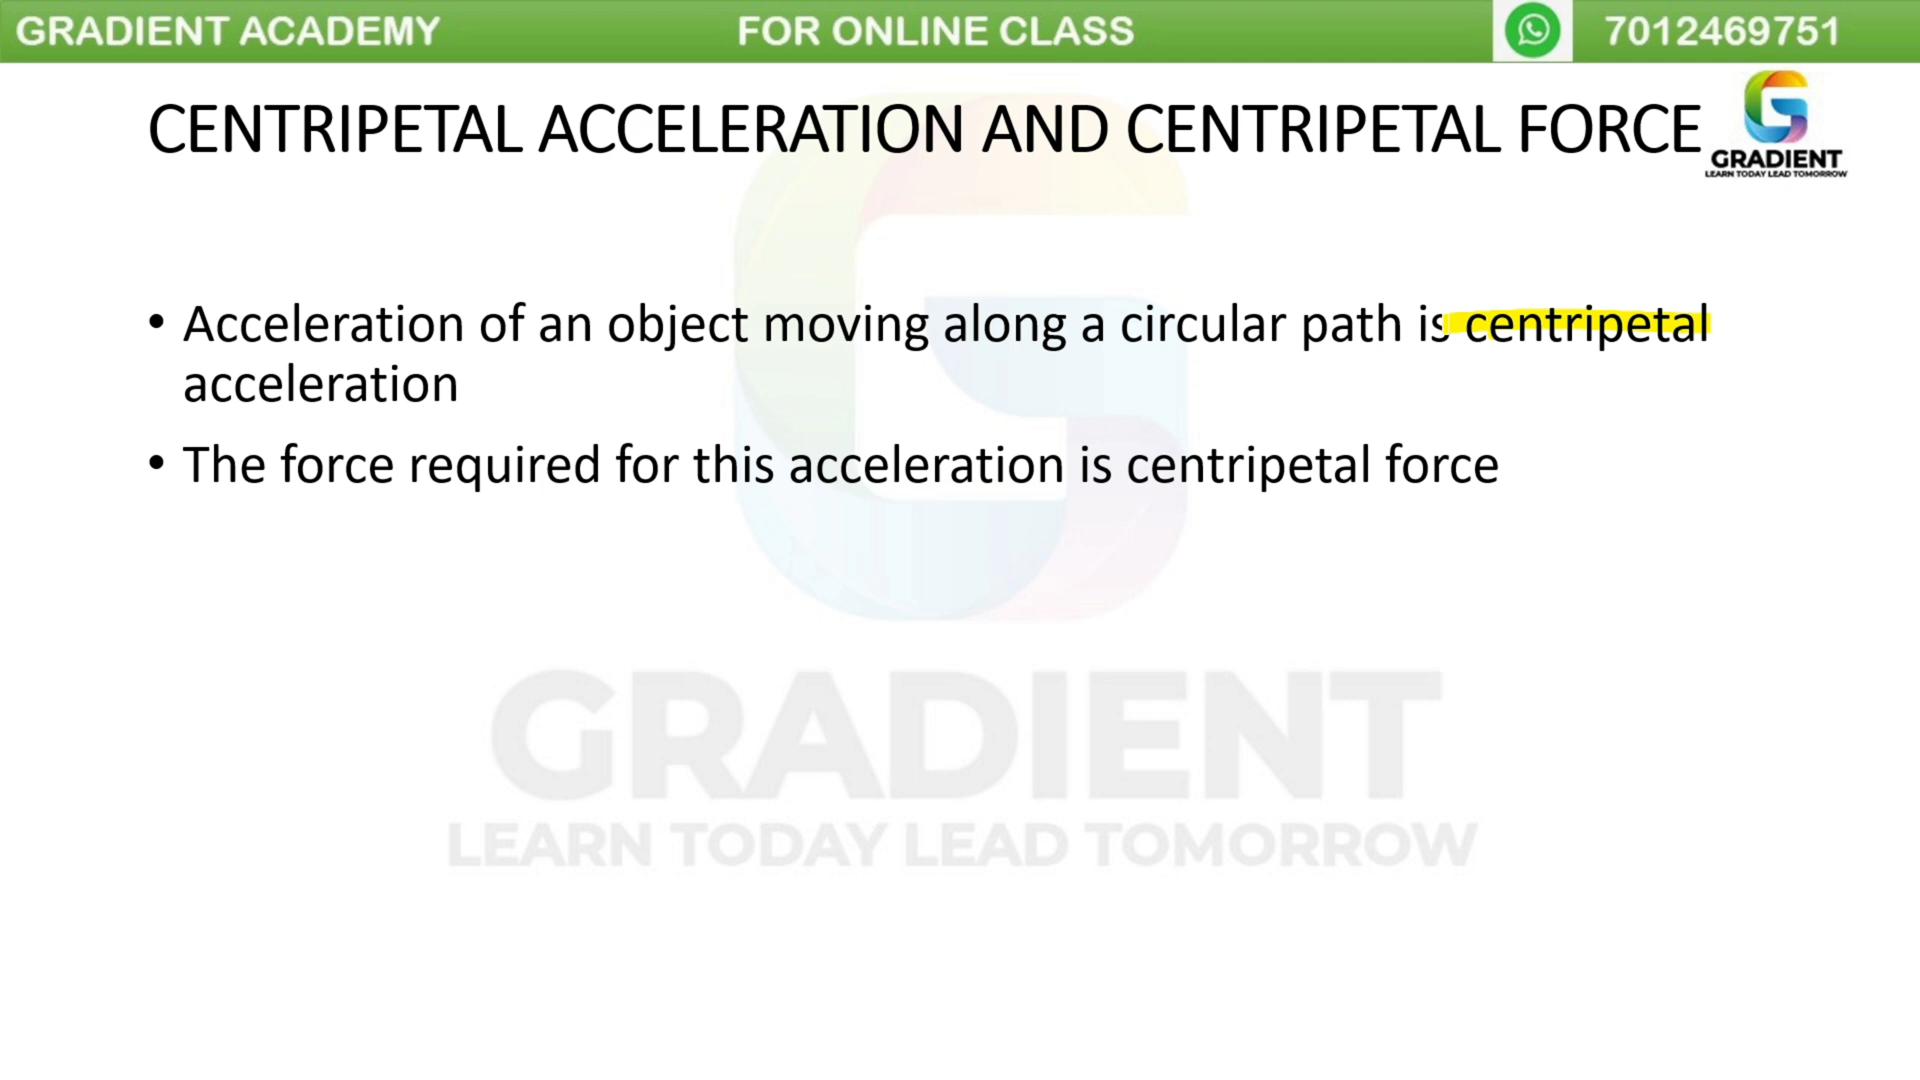 GRADIENT ACADEMY FOR ONLINE CLASS 7012469751
CENTRIPETAL ACCELERATION AND CENTRIPETAL FORCE
GRADIENT
LEARN TODAY LEAD TOMORROW
• Acceleration of an object moving along a circular path is centripetal
acceleration
• The force required for this acceleration is centripetal force
GRADIENT
LEARN TODAY LEAD TOMORROW